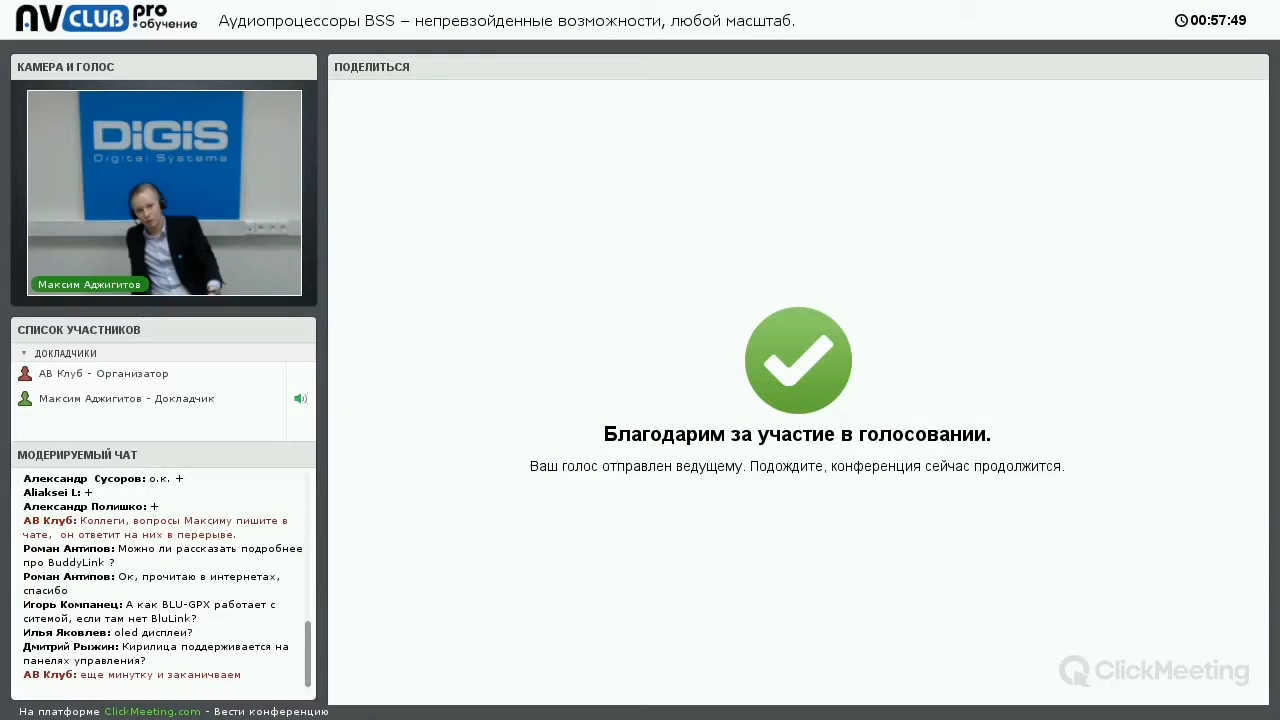 AV CLUB pro :обучение
Аудиопроцессоры BSS – непревзойденные возможности, любой масштаб.
00:57:49
КАМЕРА И ГОЛОС
DIGIS
Digital Systems
Максим Аджигитов
СПИСОК УЧАСТНИКОВ
ДОКЛАДЧИКИ
АВ Клуб - Организатор
Максим Аджигитов - Докладчик
МОДЕРИРУЕМЫЙ ЧАТ
Александр Сусоров: о.к. +
Aliaksei L: +
Александр Полишко: +
АВ Клуб: Коллеги, вопросы Максиму пишите в
чате, он ответит на них в перерыве.
Роман Антипов: Можно ли рассказать подробнее
про BuddyLink ?
Роман Антипов: Ок, прочитаю в интернетах,
спасибо
Игорь Компанец: А как BLU-GPX работает с
ситемой, если там нет BluLink?
Илья Яковлев: oled дисплеи?
Дмитрий Рыжин: Кирилица поддерживается на
панелях управления?
АВ Клуб: еще минутку и заканичваем
ПОДЕЛИТЬСЯ
Благодарим за участие в голосовании.
Ваш голос отправлен ведущему. Подождите, конференция сейчас продолжится.
ClickMeeting
На платформе ClickMeeting.com - Вести конференцию